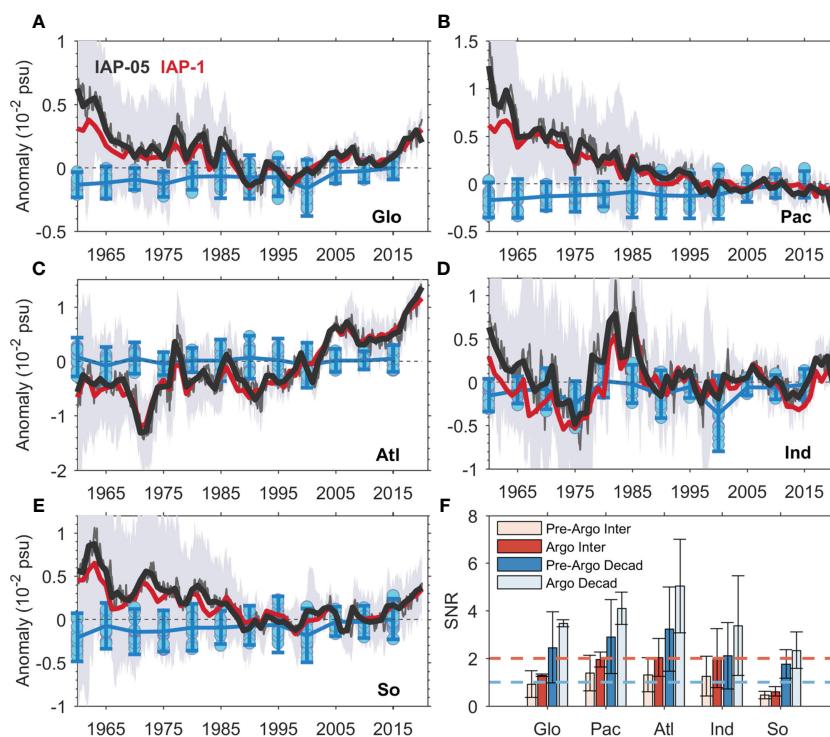 A
B
Anomaly (10-2 psu)
1
0.5
0
-0.5
IAP-05 IAP-1
Glo
1965 1975 1985 1995 2005 2015
1.5
1
0.5
0
-0.5
Pac
1965 1975 1985 1995 2005 2015
C
D
Anomaly (10-2 psu)
1
0
-1
-2
Atl
1965 1975 1985 1995 2005 2015
1
0.5
0
-0.5
-1
Ind
1965 1975 1985 1995 2005 2015
E
F
Anomaly (10-2 psu)
1
0.5
0
-0.5
-1
So
1965 1975 1985 1995 2005 2015
SNR
8
6
4
2
0
Pre-Argo Inter
Argo Inter
Pre-Argo Decad
Argo Decad
Glo Pac Atl Ind So